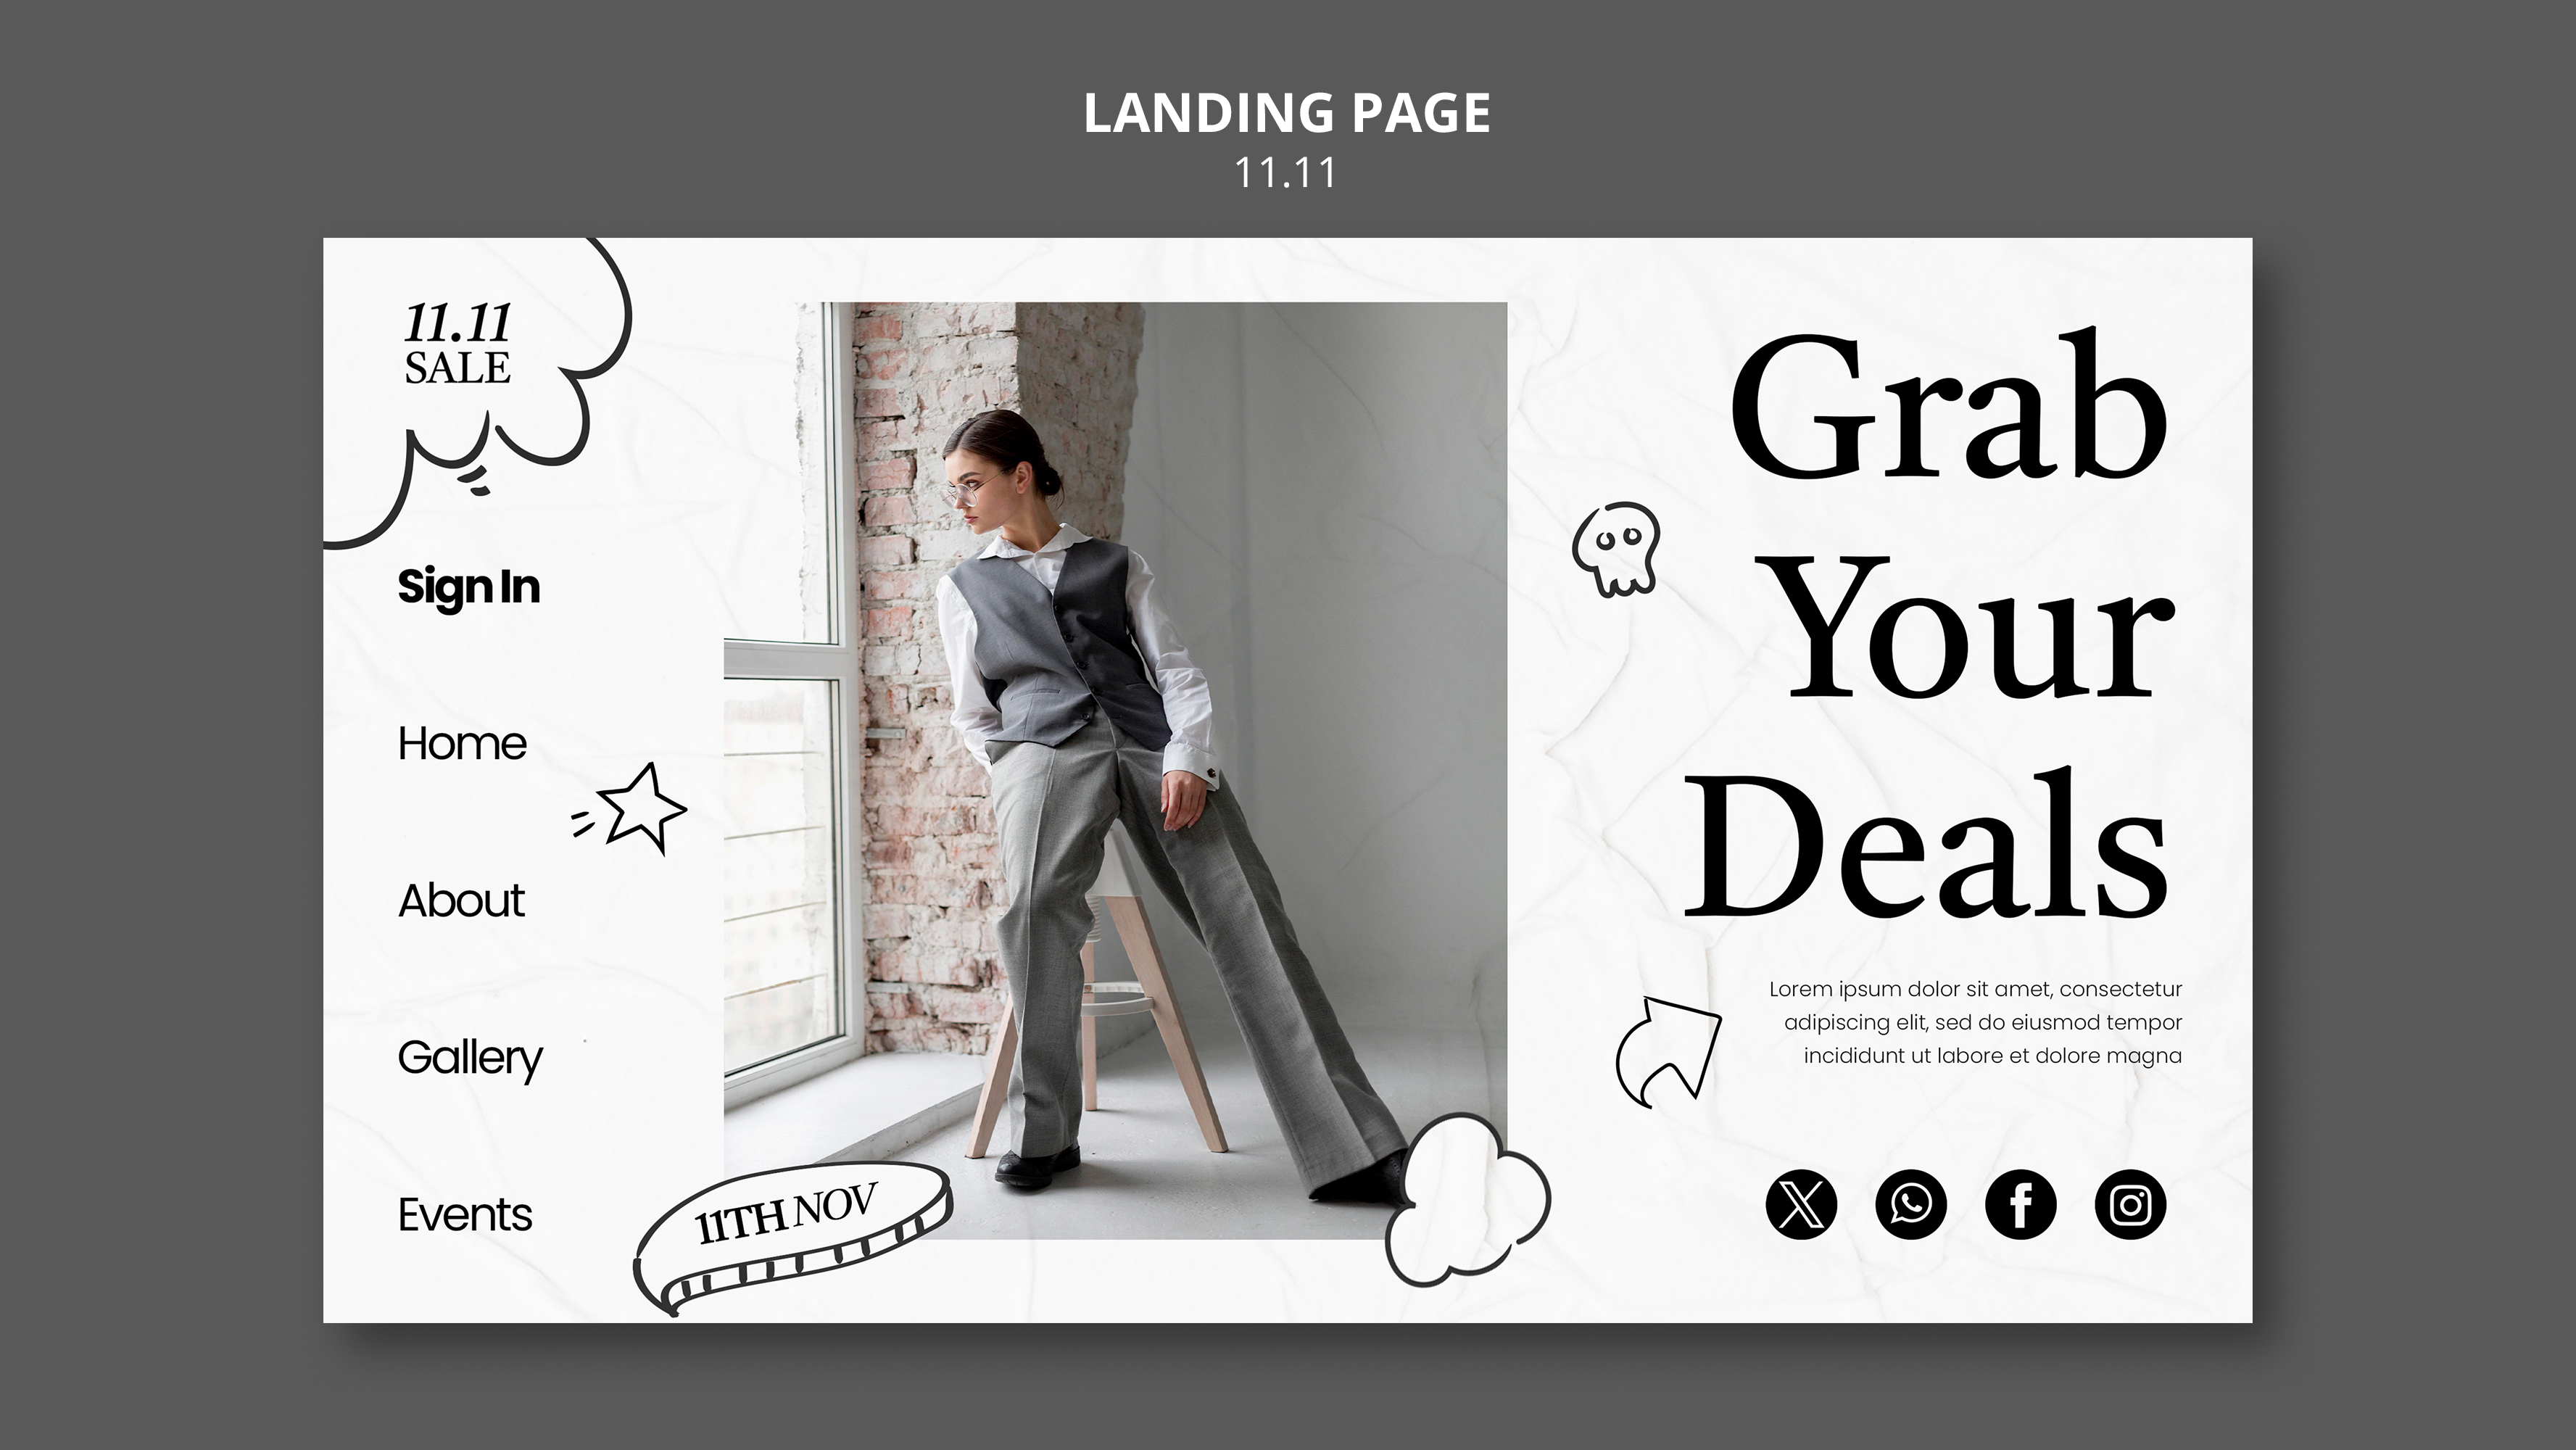 LANDING PAGE
11.11
11.11
SALE
Sign In
Home
About
Gallery
Events
11TH NOV
Grab
Your
Deals
Lorem ipsum dolor sit amet, consectetur
adipiscing elit, sed do eiusmod tempor
incididunt ut labore et dolore magna